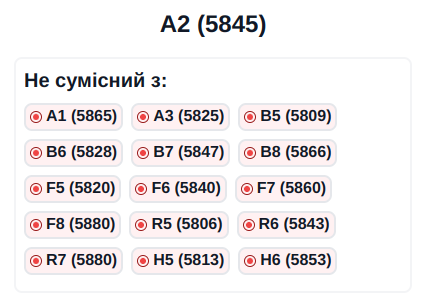 A2 (5845)
Не сумісний з:
A1 (5865) A3 (5825) B5 (5809)
B6 (5828) B7 (5847) B8 (5866)
F5 (5820) F6 (5840) F7 (5860)
F8 (5880) R5 (5806) R6 (5843)
R7 (5880) H5 (5813) H6 (5853)